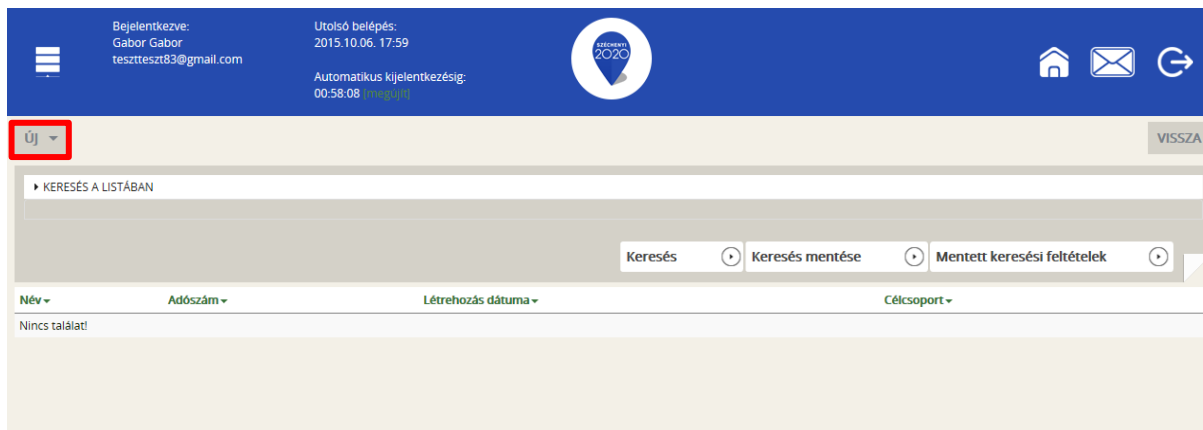 Bejelentkezve:
Gabor Gabor
tesztteszt83@gmail.com
Utolsó belépés:
2015.10.06. 17:59
Automatikus kijelentkezésig:
00:58:08 [megújít]
SZÉCHENYI
2020
ÚJ
VISSZA
KERESÉS A LISTÁBAN
Keresés
Keresés mentése
Mentett keresési feltételek
Név Adószám Létrehozás dátuma Célcsoport
Nincs találat!